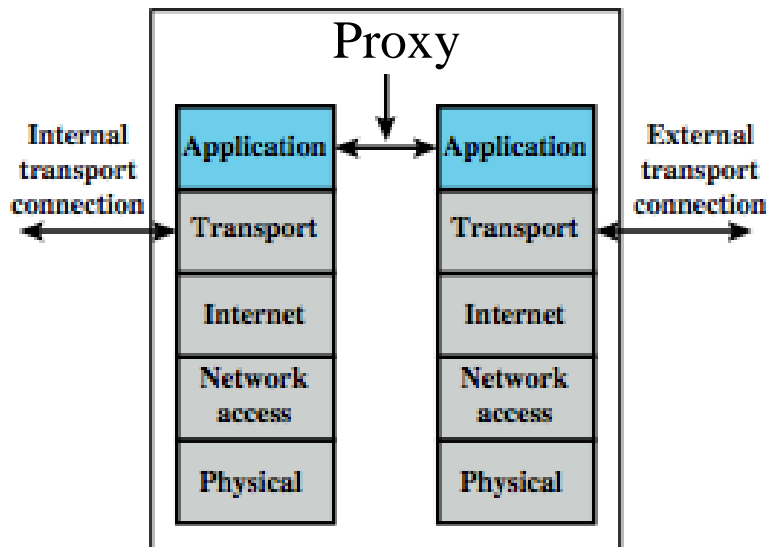 Proxy
Internal
transport
connection
Application
Transport
Internet
Network
access
Physical
Application
Transport
Internet
Network
access
Physical
External
transport
connection